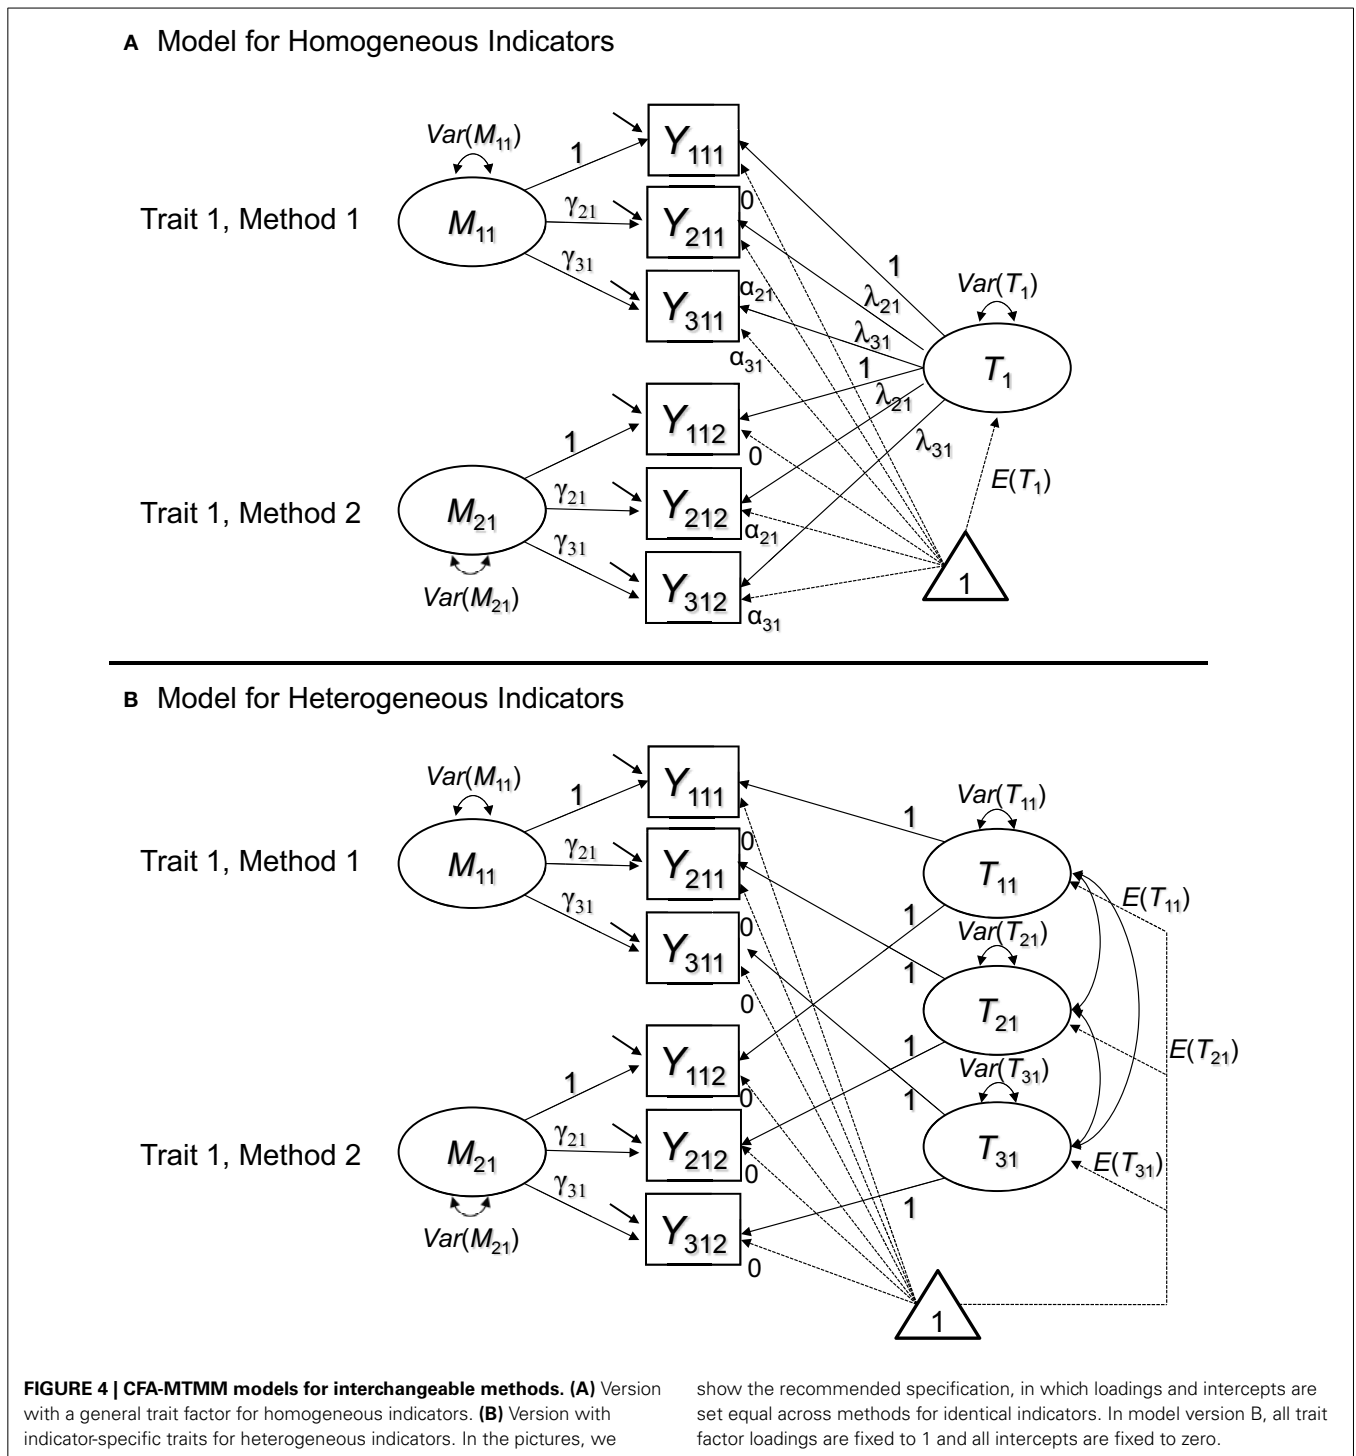 A Model for Homogeneous Indicators
Var(M11)
1
Y111
Trait 1, Method 1
M11
γ21
0
Y211
γ31
1
Var(T1)
α21
λ21
Y311
λ31
α31
1
T1
λ21
Y112
1
0
λ31
E(T1)
Trait 1, Method 2
M21
γ21
Y212
α21
γ31
Var(M21)
Y312
1
α31
B Model for Heterogeneous Indicators
Var(M11)
1
Y111
Var(T11)
1
Trait 1, Method 1
M11
γ21
0
Y211
T11
γ31
E(T11)
1
0
Var(T21)
Y311
1
0
T21
Y112
1
E(T21)
1
0
Var(T31)
1
Trait 1, Method 2
M21
γ21
Y212
T31
0
E(T31)
γ31
1
Var(M21)
Y312
0
1
FIGURE 4 | CFA-MTMM models for interchangeable methods. (A) Version
with a general trait factor for homogeneous indicators. (B) Version with
indicator-specific traits for heterogeneous indicators. In the pictures, we
show the recommended specification, in which loadings and intercepts are
set equal across methods for identical indicators. In model version B, all trait
factor loadings are fixed to 1 and all intercepts are fixed to zero.